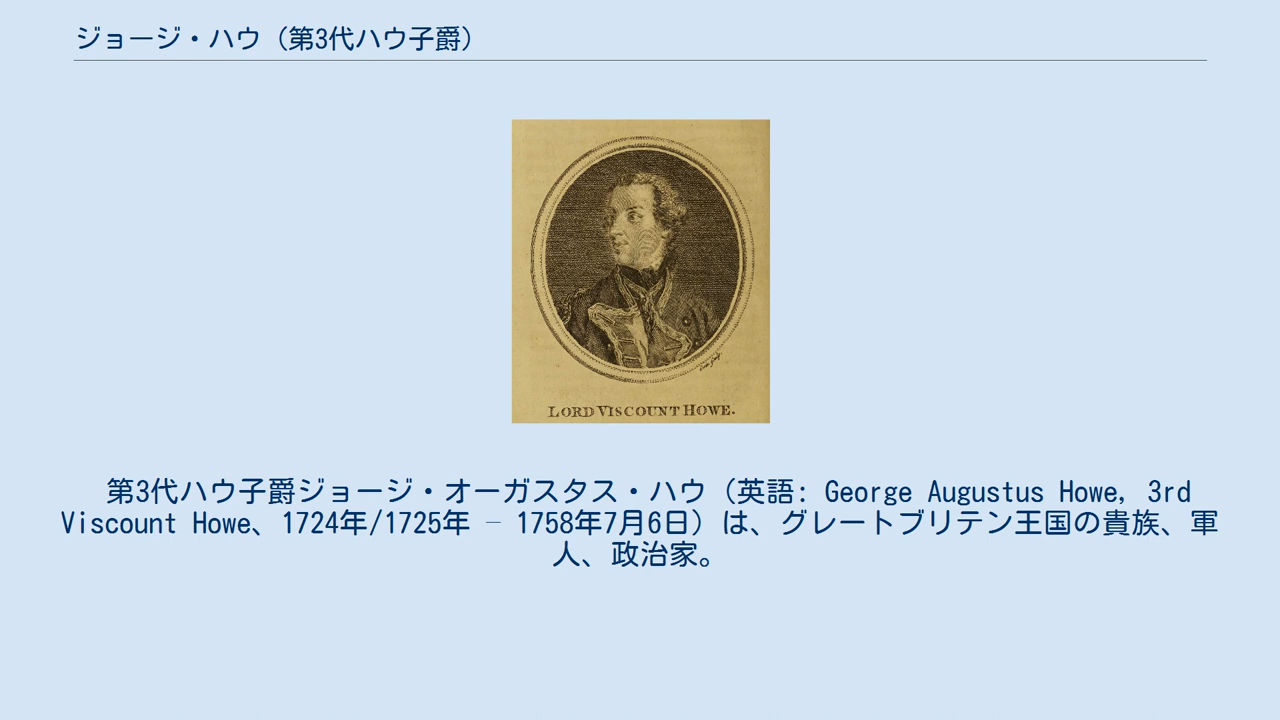 ジョージ・ハウ（第3代ハウ子爵）
LORD VISCOUNT HOWE.
第3代ハウ子爵ジョージ・オーガスタス・ハウ（英語: George Augustus Howe, 3rd
Viscount Howe、1724年/1725年 – 1758年7月6日）は、グレートブリテン王国の貴族、軍
人、政治家。